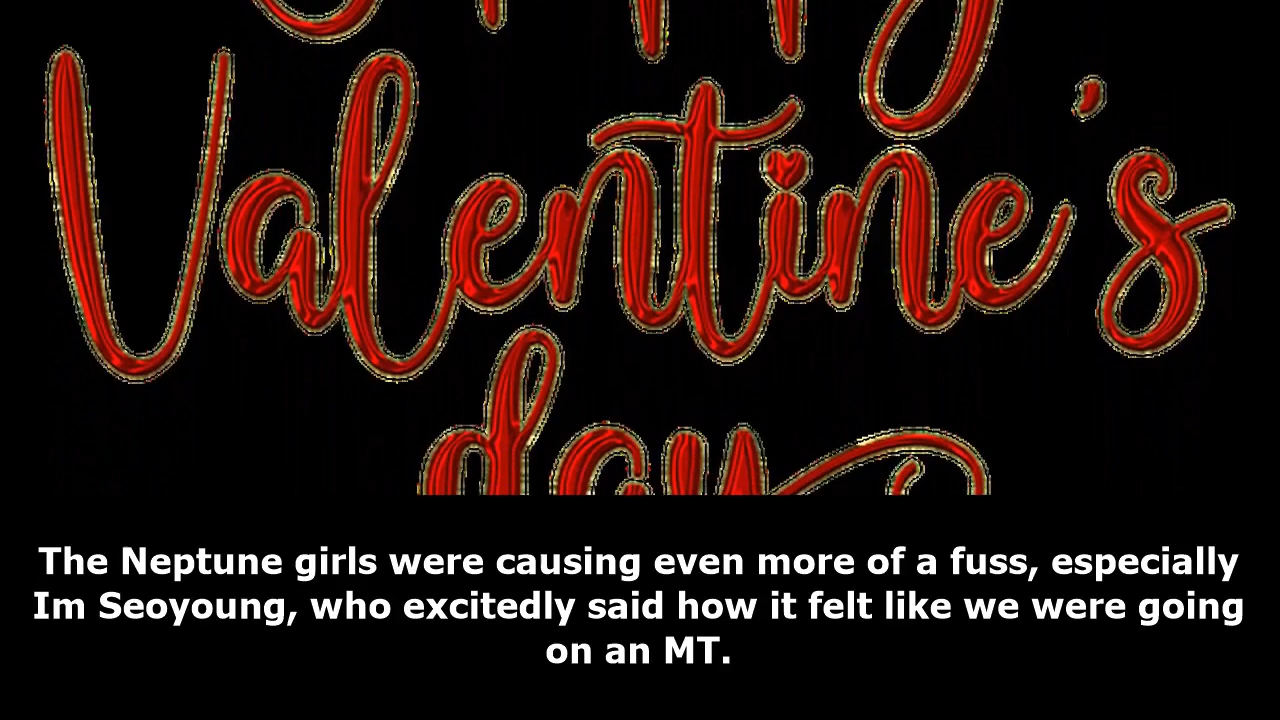 Valentine's
day
The Neptune girls were causing even more of a fuss, especially
Im Seoyoung, who excitedly said how it felt like we were going
on an MT.